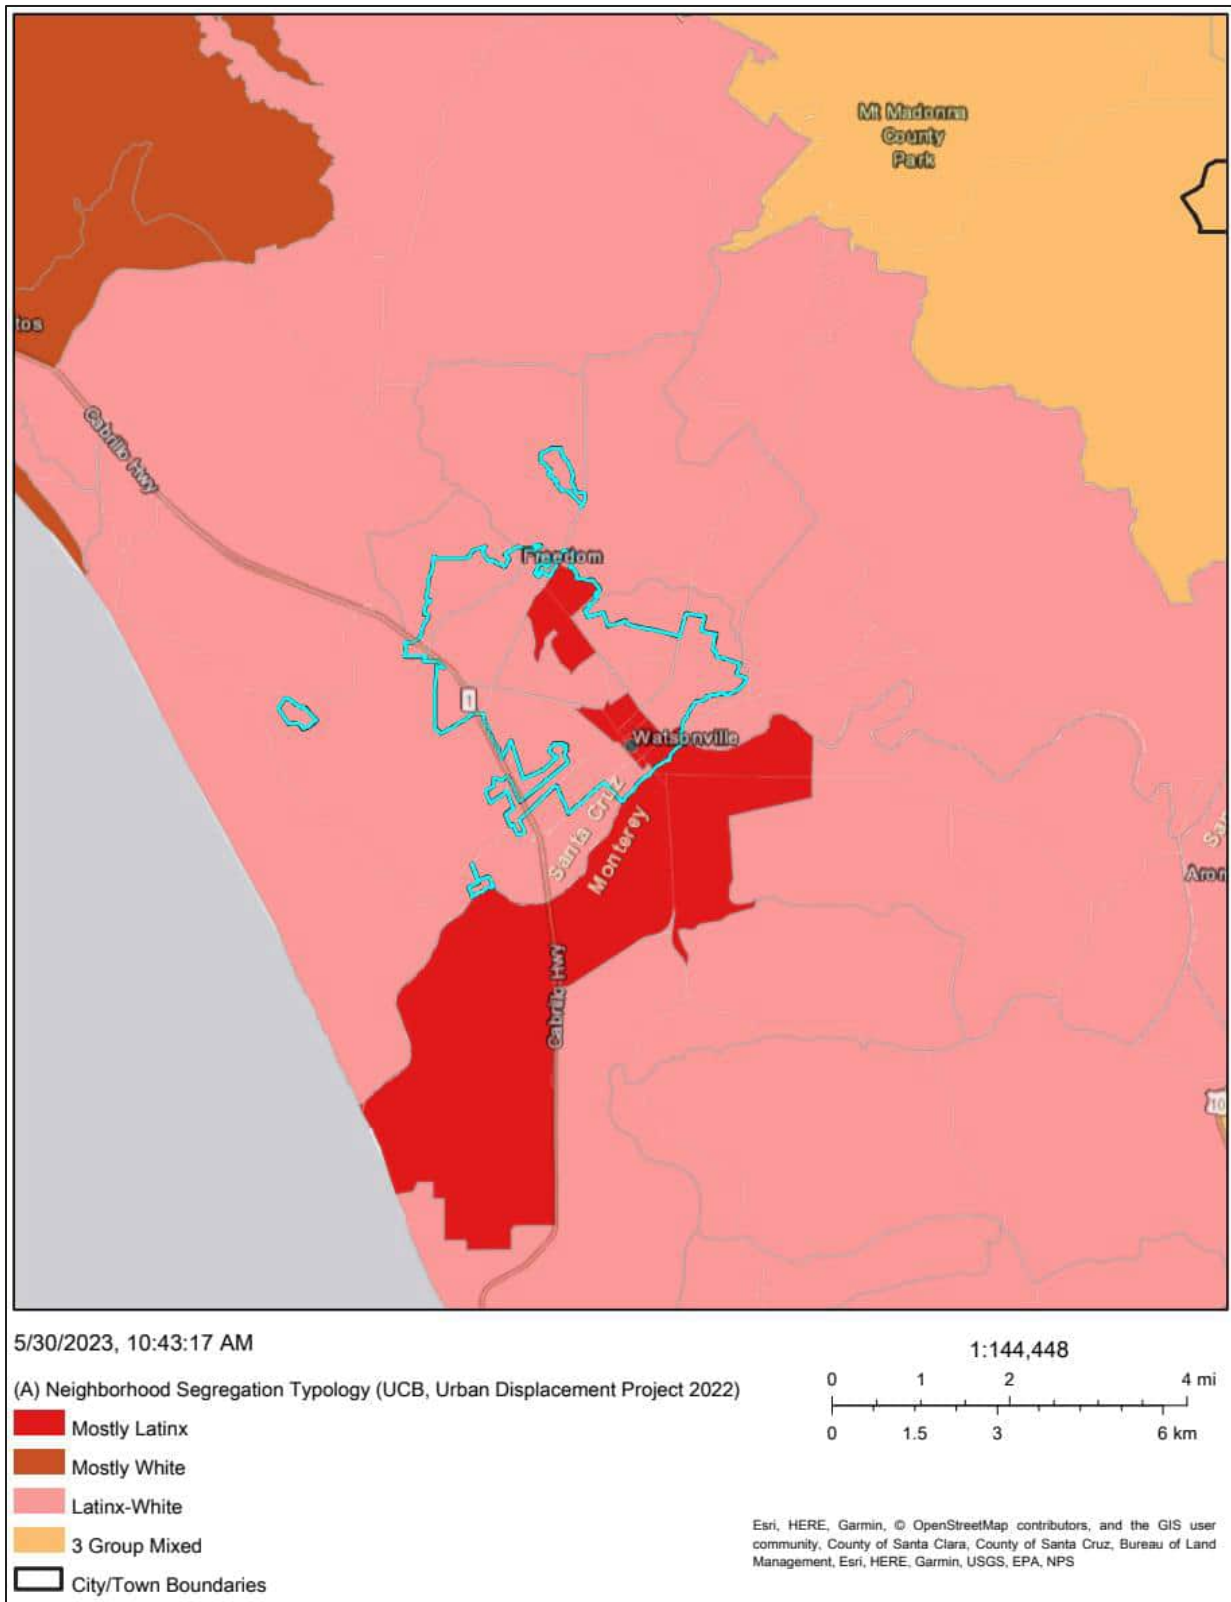 Mt Madonna
County
Park
tos
Cabrillo Hwy
Freedom
1
Watsonville
Santa Cruz
Monterey
Aron
Cabrillo Hwy
10
5/30/2023, 10:43:17 AM
1:144,448
(A) Neighborhood Segregation Typology (UCB, Urban Displacement Project 2022)
0 1 2 4 mi
0 1.5 3 6 km
Mostly Latinx
Mostly White
Latinx-White
3 Group Mixed
City/Town Boundaries
Esri, HERE, Garmin, © OpenStreetMap contributors, and the GIS user
community, County of Santa Clara, County of Santa Cruz, Bureau of Land
Management, Esri, HERE, Garmin, USGS, EPA, NPS